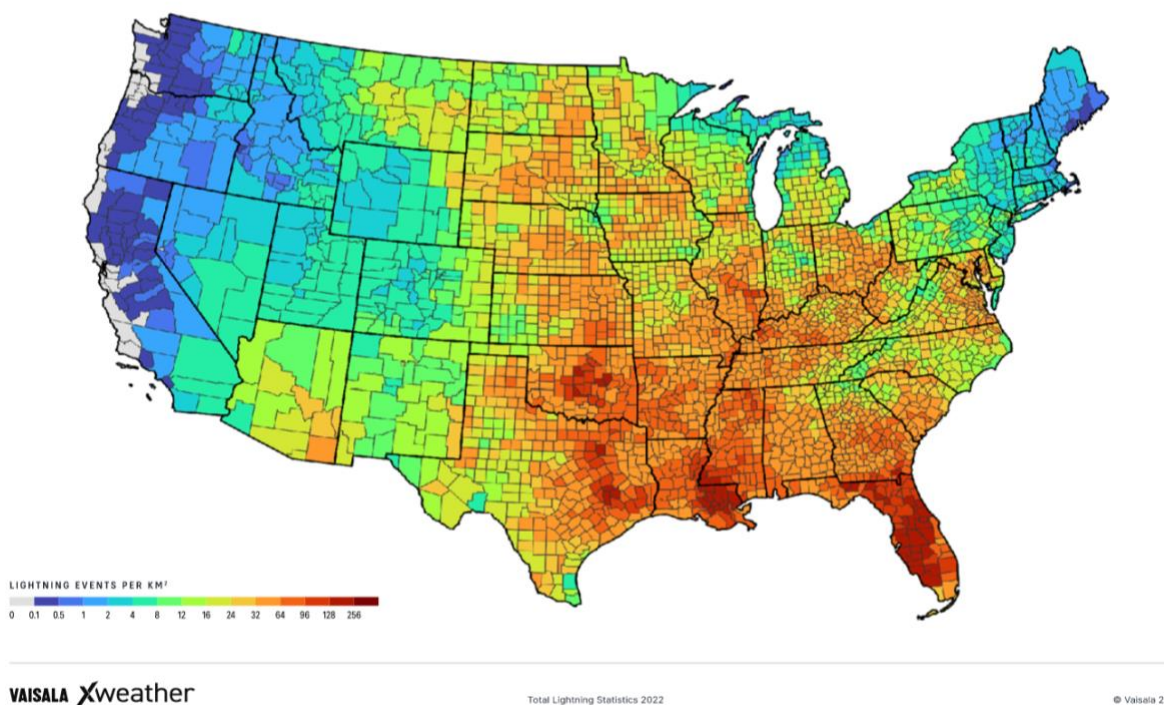 LIGHTNING EVENTS PER KM²
0 0.1 0.5 1 2 4 8 12 16 24 32 64 96 128 256
VAISALA Xweather
Total Lightning Statistics 2022
© Vaisala 2